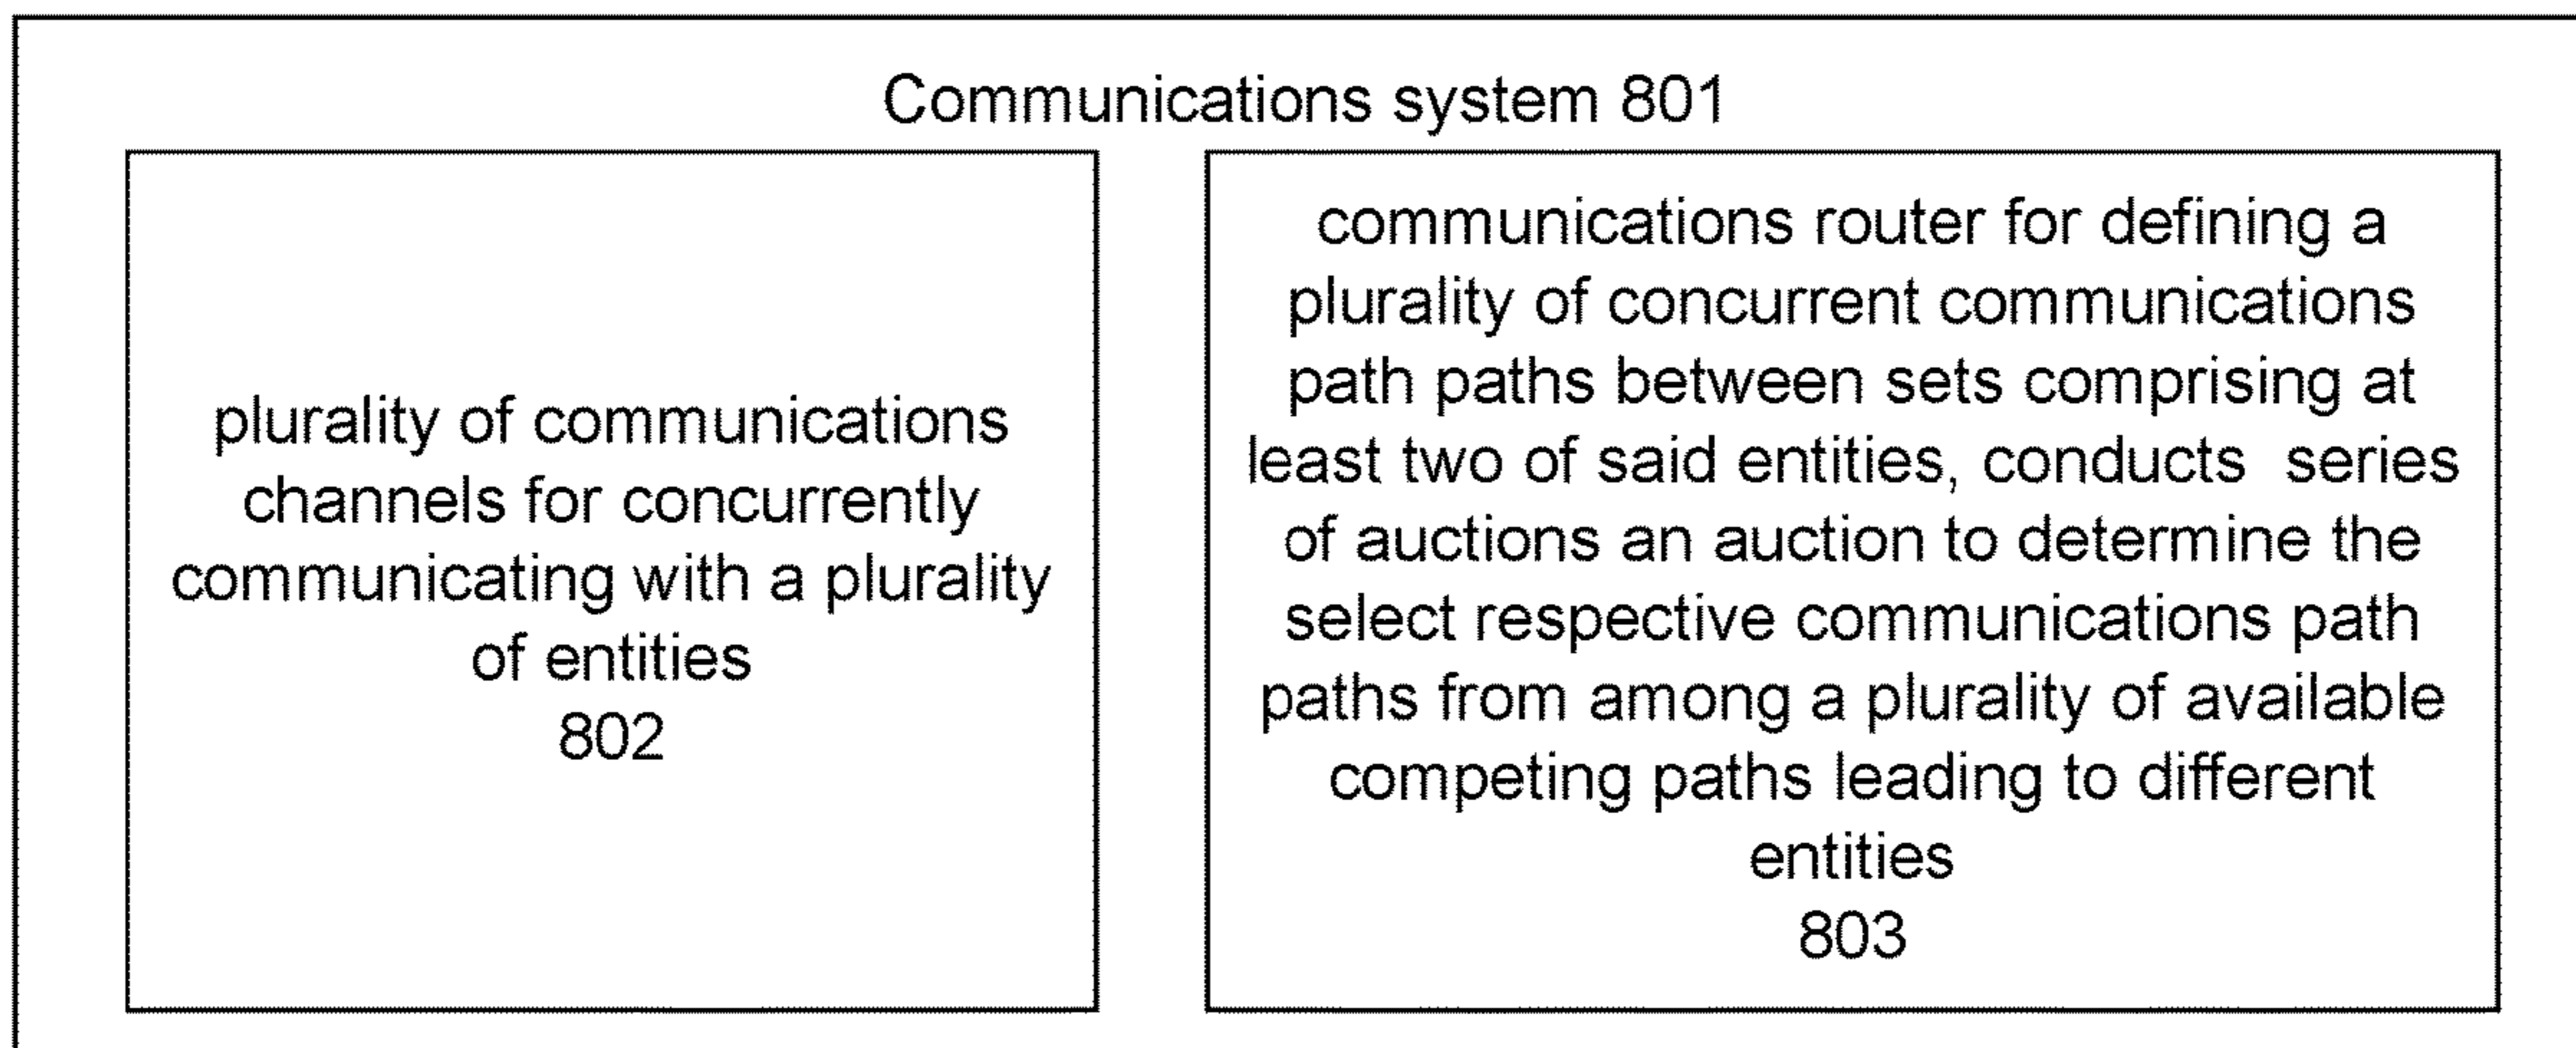 Communications system 801
plurality of communications
channels for concurrently
communicating with a plurality
of entities
802
communications router for defining a
plurality of concurrent communications
path paths between sets comprising at
least two of said entities, conducts  series
of auctions an auction to determine the
select respective communications path
paths from among a plurality of available
competing paths leading to different
entities
803